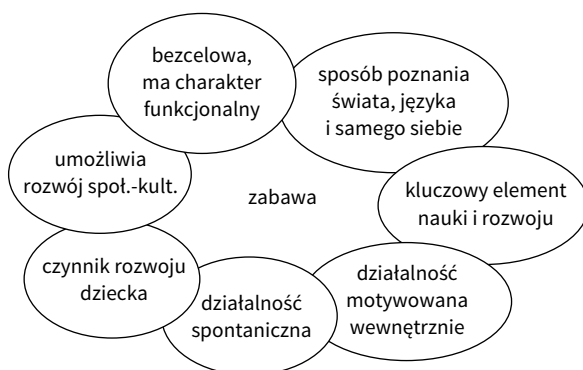 bezcelowa,
ma charakter
funkcjonalny
sposób poznania
świata, języka
i samego siebie
umożliwia
rozwój społ.-kult.
zabawa
kluczowy element
nauki i rozwoju
czynnik rozwoju
dziecka
działalność
spontaniczna
działalność
motywowana
wewnętrznie